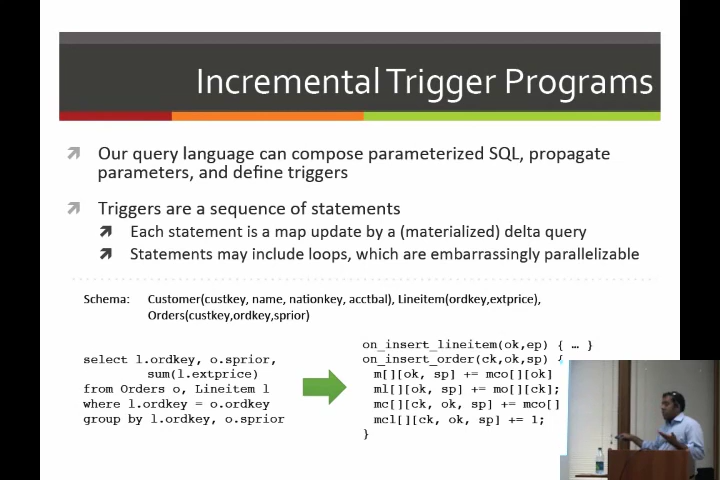 Incremental Trigger Programs
Our query language can compose parameterized SQL, propagate
parameters, and define triggers
Triggers are a sequence of statements
Each statement is a map update by a (materialized) delta query
Statements may include loops, which are embarrassingly parallelizable
Schema: Customer(custkey, name, nationkey, acctbal), Lineitem(ordkey,extprice),
Orders(custkey,ordkey,sprior)
select l.ordkey, o.sprior,
sum(l.extprice)
from Orders o, Lineitem l
where l.ordkey = o.ordkey
group by l.ordkey, o.sprior
on_insert_lineitem(ok,ep) { … }
on_insert_order(ck,ok,sp) {
m[][ok, sp] += mco[][ok]
ml[][ok, sp] += mo[][ck];
mc[][ck, ok, sp] += mco[]
mcl[][ck, ok, sp] += 1;
}